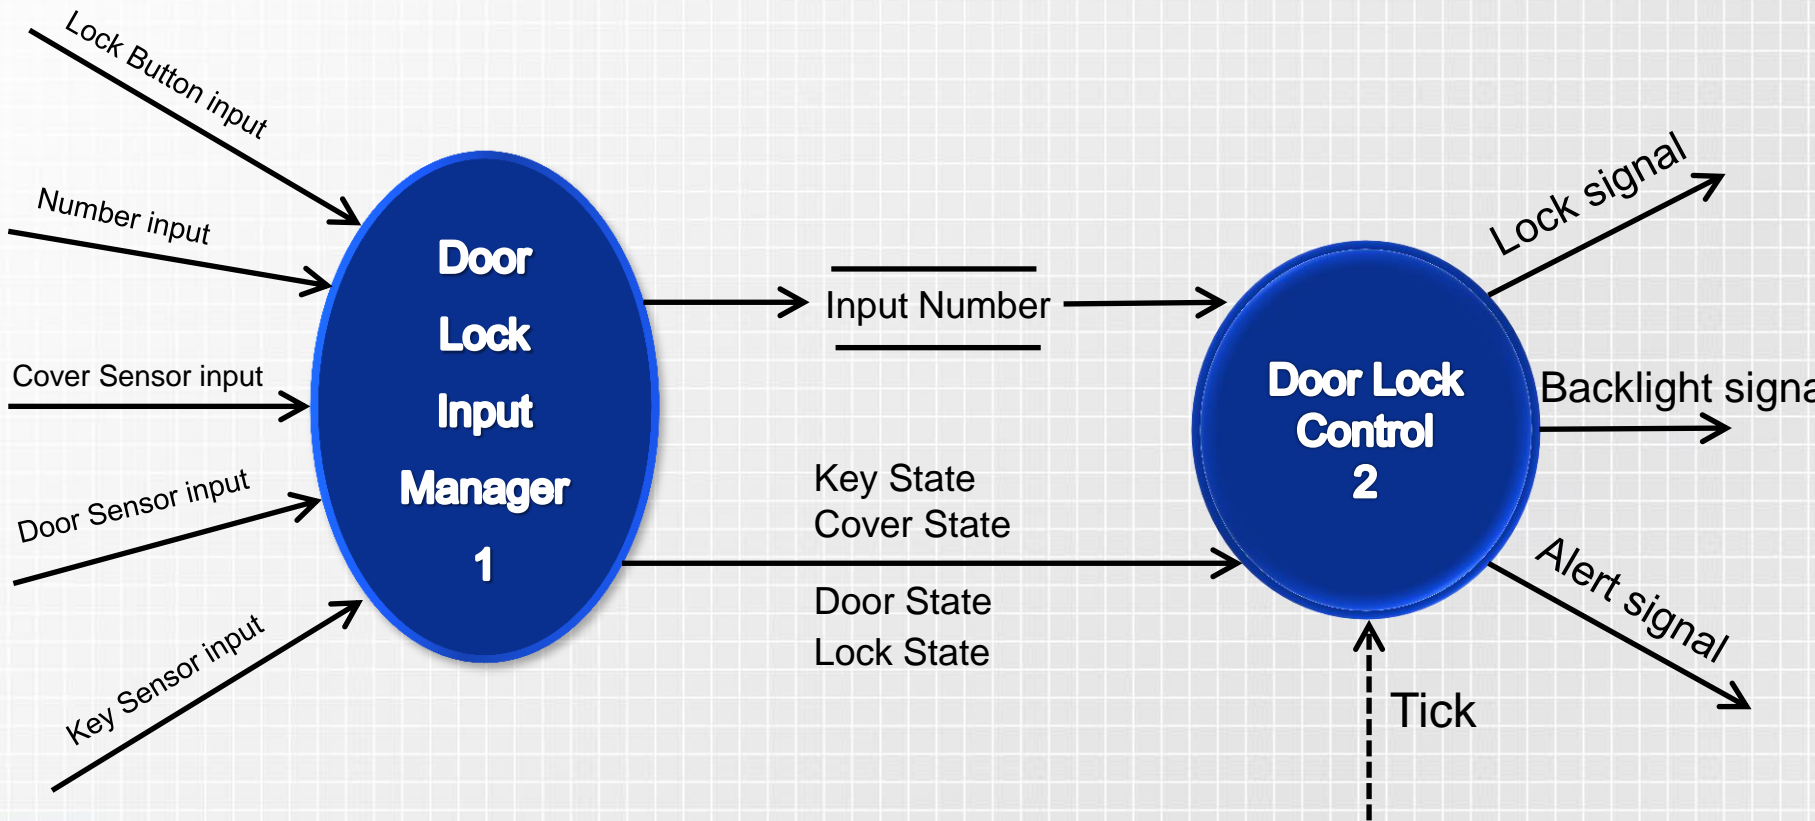 Lock Button input
Number input
Cover Sensor input
Door Sensor input
Key Sensor input
Door
Lock
Input
Manager
1
Input Number
Key State
Cover State
Door State
Lock State
Door Lock
Control
2
Lock signal
Backlight signa
Alert signal
Tick